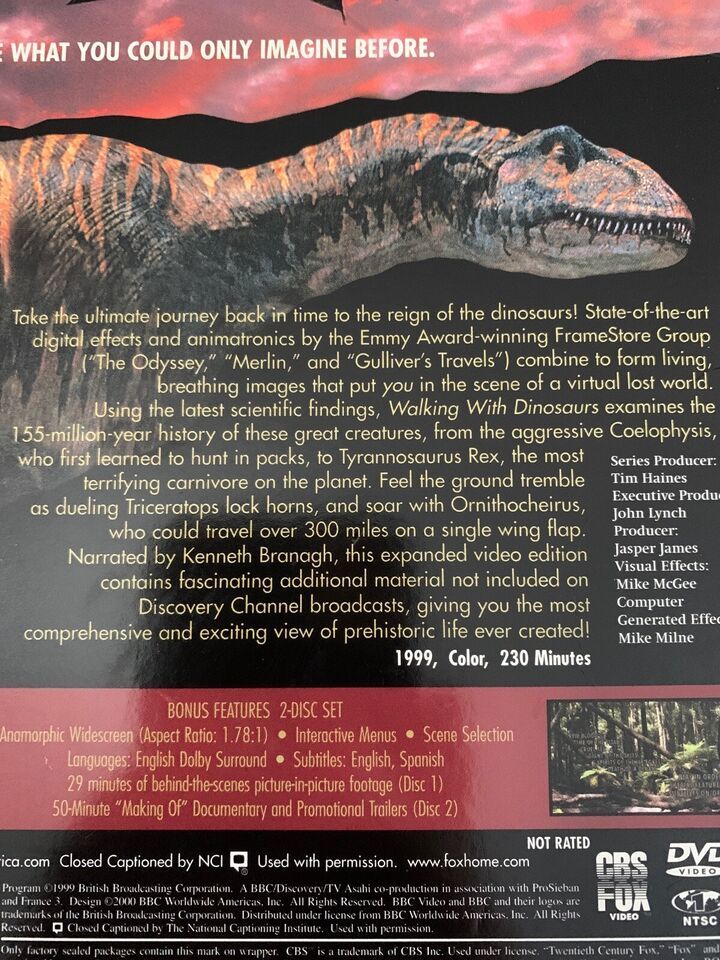 WHAT YOU COULD ONLY IMAGINE BEFORE.
Take the ultimate journey back in time to the reign of the dinosaurs! State-of-the-art
digital effects and animatronics by the Emmy Award-winning FrameStore Group
("The Odyssey," "Merlin," and "Gulliver's Travels") combine to form living,
breathing images that put you in the scene of a virtual lost world.
Using the latest scientific findings, Walking With Dinosaurs examines the
155-million-year history of these great creatures, from the aggressive Coelophysis,
who first learned to hunt in packs, to Tyrannosaurus Rex, the most
terrifying carnivore on the planet. Feel the ground tremble
as dueling Triceratops lock horns, and soar with Ornithocheirus,
who could travel over 300 miles on a single wing flap.
Narrated by Kenneth Branagh, this expanded video edition
contains fascinating additional material not included on
Discovery Channel broadcasts, giving you the most
comprehensive and exciting view of prehistoric life ever created!
1999, Color, 230 Minutes
Series Producer:
Tim Haines
Executive Produ
John Lynch
Producer:
Jasper James
Visual Effects:
Mike McGee
Computer
Generated Effec
Mike Milne
BONUS FEATURES 2-DISC SET
Anamorphic Widescreen (Aspect Ratio: 1.78:1) • Interactive Menus • Scene Selection
Languages: English Dolby Surround • Subtitles: English, Spanish
29 minutes of behind-the-scenes picture-in-picture footage (Disc 1)
50-Minute "Making Of" Documentary and Promotional Trailers (Disc 2)
NOT RATED
rica.com Closed Captioned by NCI Used with permission. www.foxhome.com
CBS
FOX
VIDEO
DVD
VIDEO
NTSC
Program ©1999 British Broadcasting Corporation. A BBC/Discovery/TV Asahi co-production in association with ProSieban
and France 3. Design ©2000 BBC Worldwide Americas, Inc. All Rights Reserved. BBC Video and BBC and their logos are
trademarks of the British Broadcasting Corporation. Distributed under license from BBC Worldwide Americas, Inc. All Rights
Reserved. Closed Captioned by The National Captioning Institute. Used with permission.
Only factory sealed packages contain this mark on wrapper. CBS™ is a trademark of CBS Inc. Used under license. "Twentieth Century Fox," "Fox" and